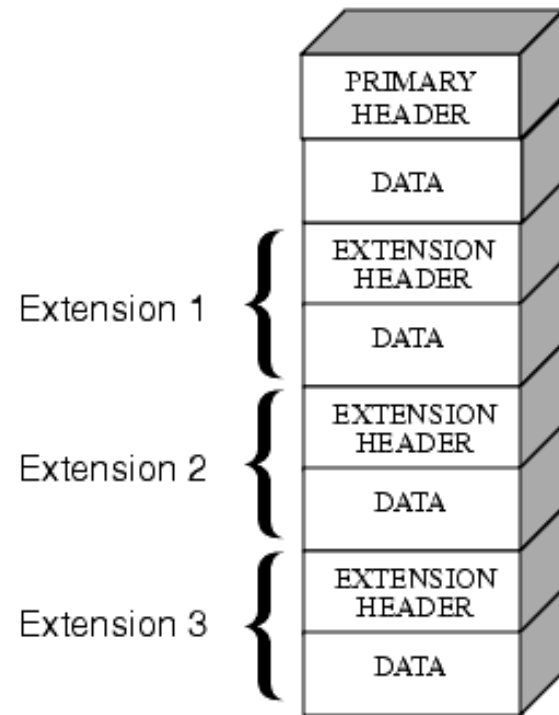 PRIMARY
HEADER
DATA
Extension 1
EXTENSION
HEADER
DATA
Extension 2
EXTENSION
HEADER
DATA
Extension 3
EXTENSION
HEADER
DATA